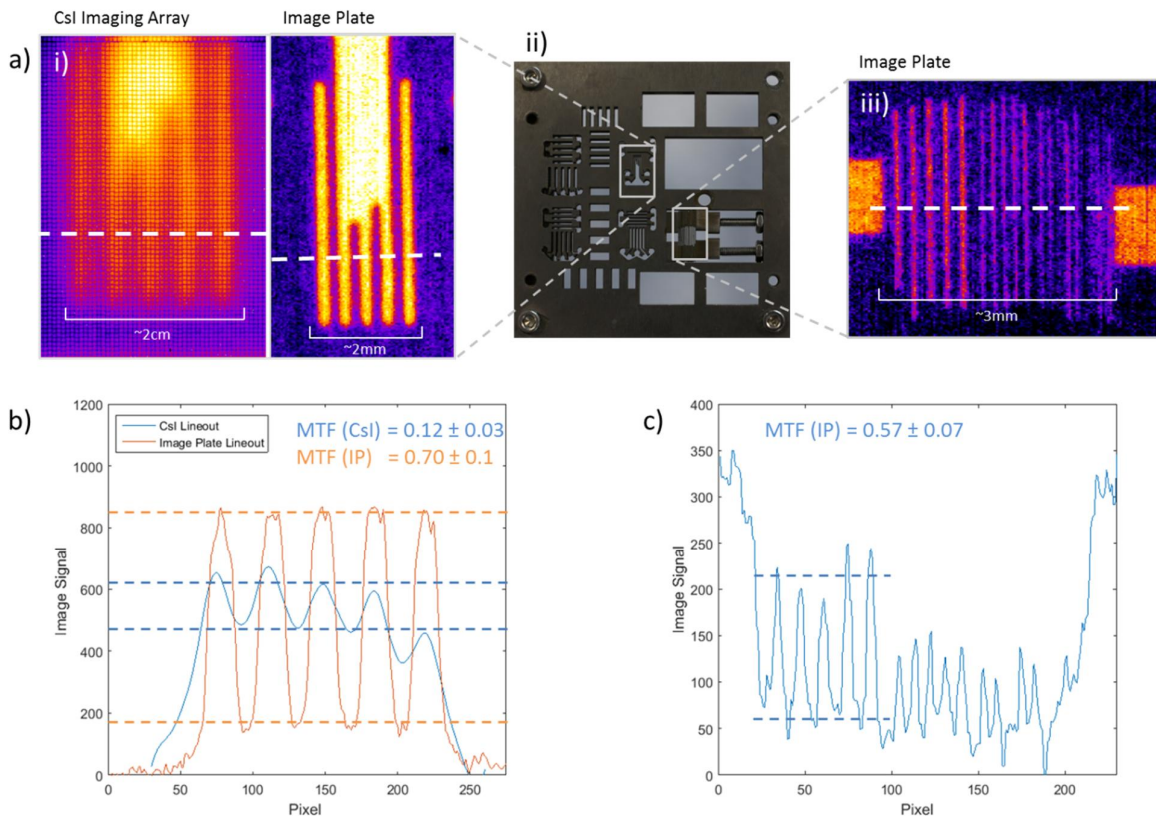 CsI Imaging Array
Image Plate
a)
i)
ii)
Image Plate
iii)
~2cm
~2mm
~3mm
b)
1200
1000
800
600
400
200
0
0
50
100
150
200
250
Image Signal
Pixel
CsI Lineout
Image Plate Lineout
MTF (CsI) = 0.12 ± 0.03
MTF (IP) = 0.70 ± 0.1
c)
400
350
300
250
200
150
100
50
0
0
50
100
150
200
Image Signal
Pixel
MTF (IP) = 0.57 ± 0.07